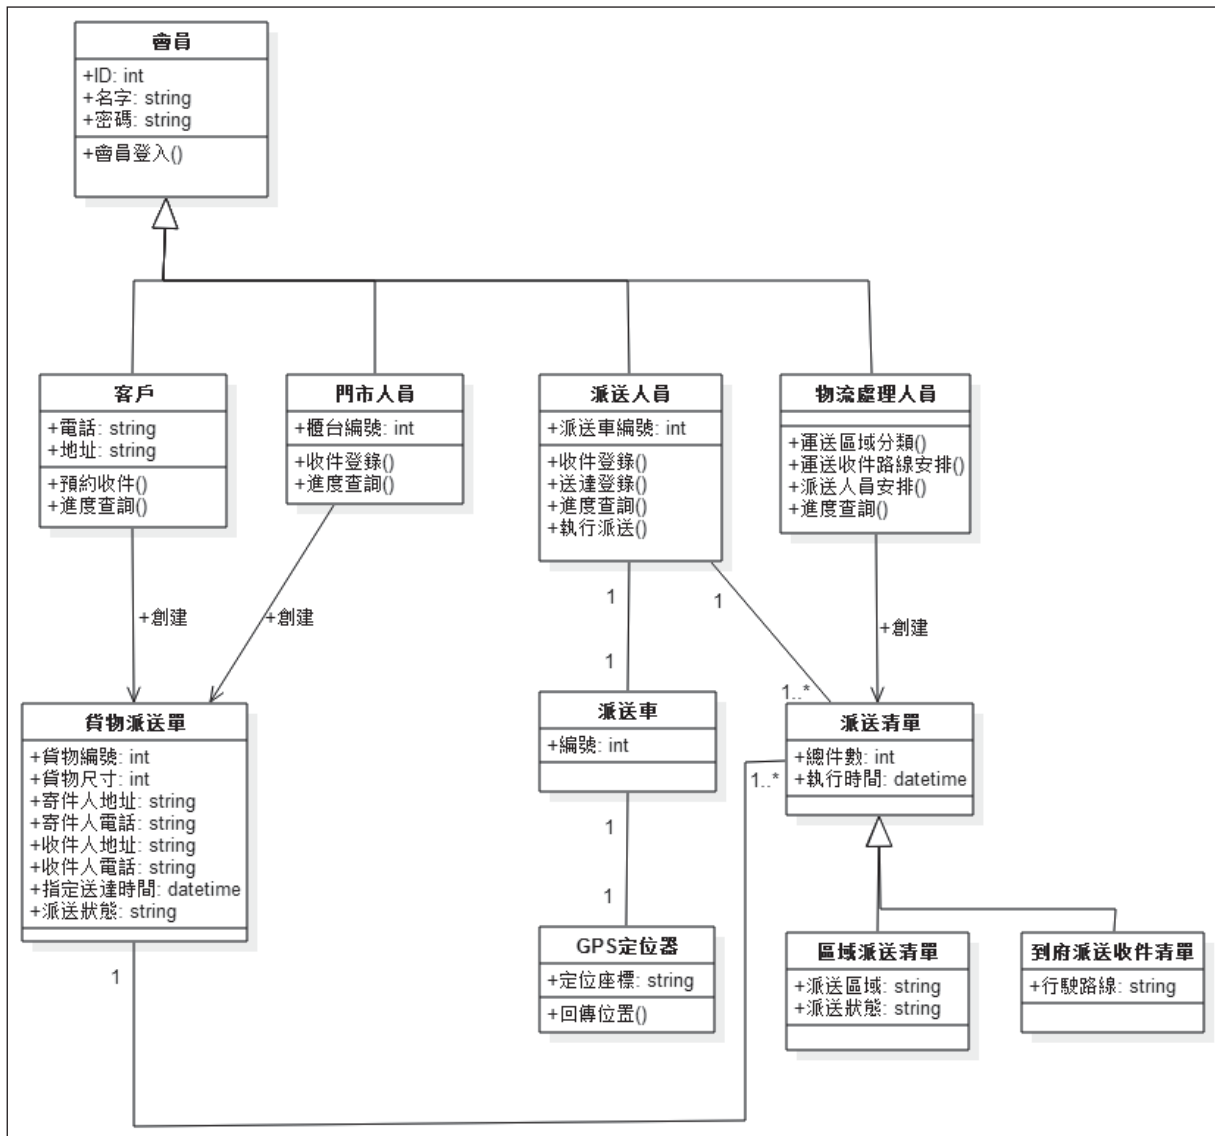 會員
+ID: int
+名字: string
+密碼: string
+會員登入()
客戶
+電話: string
+地址: string
+預約收件()
+進度查詢()
門市人員
+櫃台編號: int
+收件登錄()
+進度查詢()
派送人員
+派送車編號: int
+收件登錄()
+送達登錄()
+進度查詢()
+執行派送()
物流處理人員
+運送區域分類()
+運送收件路線安排()
+派送人員安排()
+進度查詢()
+創建
+創建
1
1
+創建
1
1..*
貨物派送單
+貨物編號: int
+貨物尺寸: int
+寄件人地址: string
+寄件人電話: string
+收件人地址: string
+收件人電話: string
+指定送達時間: datetime
+派送狀態: string
派送車
+編號: int
派送清單
+總件數: int
+執行時間: datetime
1..*
1
1
1
GPS定位器
+定位座標: string
+回傳位置()
區域派送清單
+派送區域: string
+派送狀態: string
到府派送收件清單
+行駛路線: string